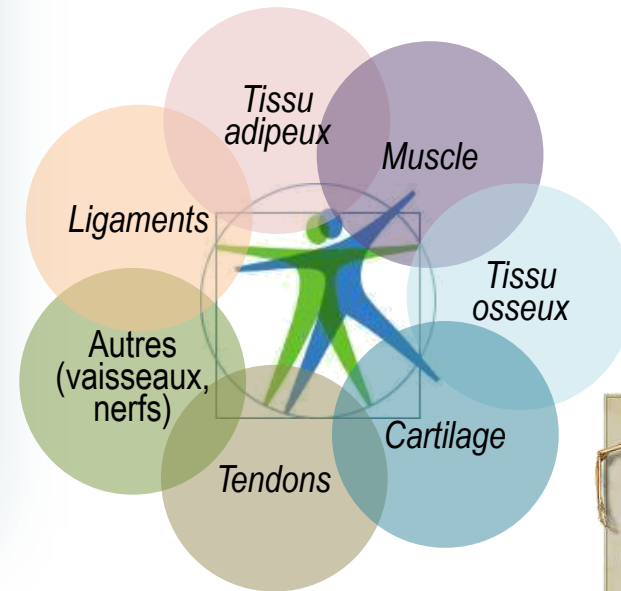 Tissu
adipeux
Muscle
Ligaments
Tissu
osseux
Autres
(vaisseaux,
nerfs)
Cartilage
Tendons